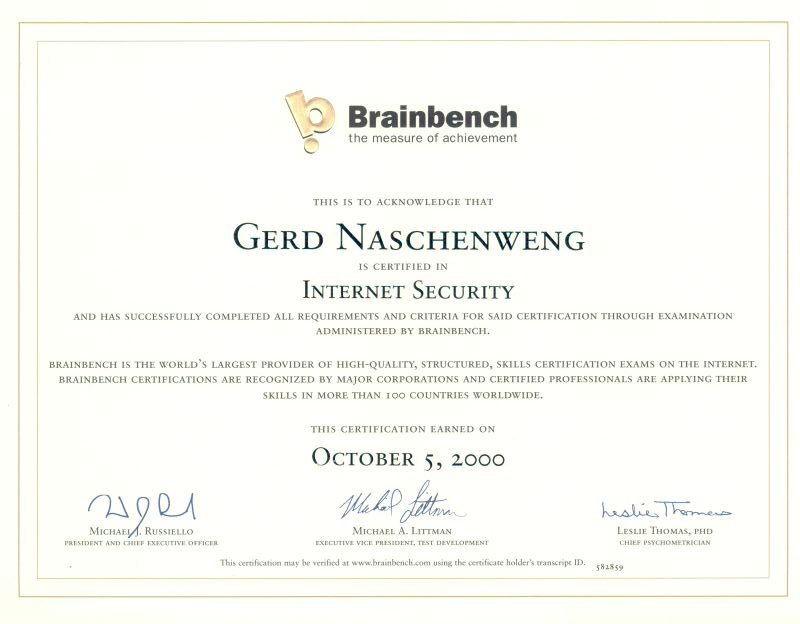 Brainbench
the measure of achievement
THIS IS TO ACKNOWLEDGE THAT
GERD NASCHENWENG
IS CERTIFIED IN
INTERNET SECURITY
AND HAS SUCCESSFULLY COMPLETED ALL REQUIREMENTS AND CRITERIA FOR SAID CERTIFICATION THROUGH EXAMINATION
ADMINISTERED BY BRAINBENCH.
BRAINBENCH IS THE WORLD'S LARGEST PROVIDER OF HIGH-QUALITY, STRUCTURED, SKILLS CERTIFICATION EXAMS ON THE INTERNET.
BRAINBENCH CERTIFICATIONS ARE RECOGNIZED BY MAJOR CORPORATIONS AND CERTIFIED PROFESSIONALS ARE APPLYING THEIR
SKILLS IN MORE THAN 100 COUNTRIES WORLDWIDE.
THIS CERTIFICATION EARNED ON
OCTOBER 5, 2000
Michael Littman
Leslie Thomas
MICHAEL J. RUSSIELLO
PRESIDENT AND CHIEF EXECUTIVE OFFICER
MICHAEL A. LITTMAN
EXECUTIVE VICE PRESIDENT, TEST DEVELOPMENT
LESLIE THOMAS, PHD
CHIEF PSYCHOMETRICIAN
This certification may be verified at www.brainbench.com using the certificate holder's transcript ID. 582859